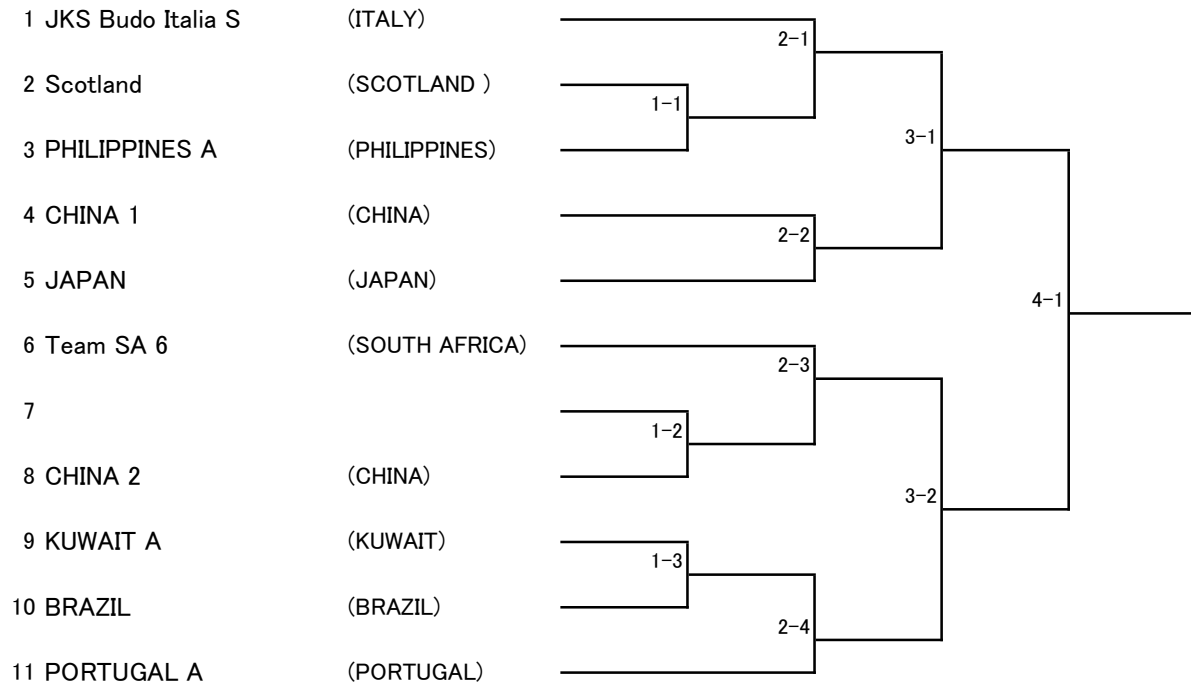 1 JKS Budo Italia S (ITALY)
2-1
2 Scotland (SCOTLAND )
1-1
3 PHILIPPINES A (PHILIPPINES)
3-1
4 CHINA 1 (CHINA)
2-2
5 JAPAN (JAPAN)
4-1
6 Team SA 6 (SOUTH AFRICA)
2-3
7
1-2
8 CHINA 2 (CHINA)
3-2
9 KUWAIT A (KUWAIT)
1-3
10 BRAZIL (BRAZIL)
2-4
11 PORTUGAL A (PORTUGAL)